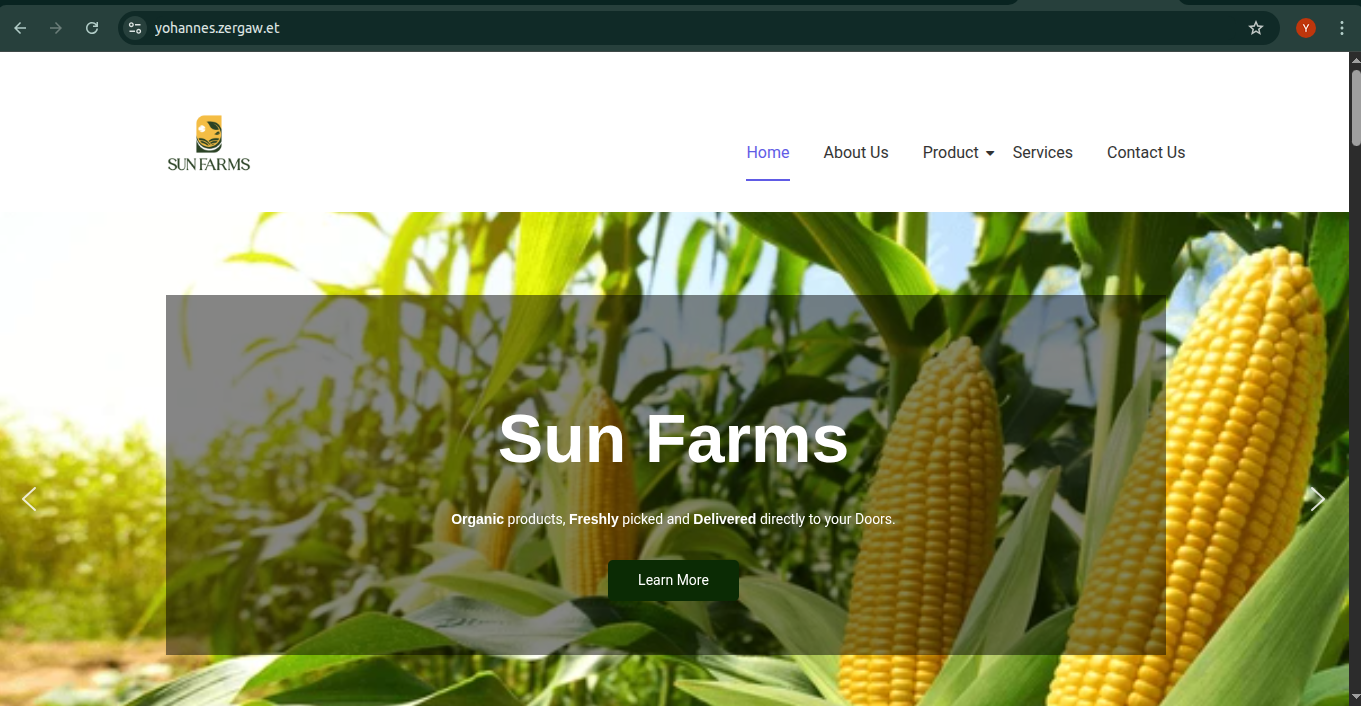 yohannes.zergaw.et
Y
SUN FARMS
Home About Us Product Services Contact Us
Sun Farms
Organic products, Freshly picked and Delivered directly to your Doors.
Learn More